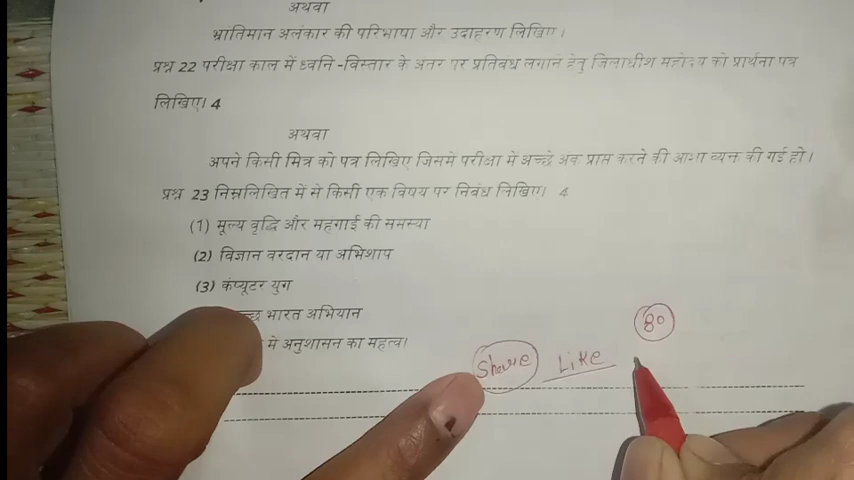 अथवा
भ्रांतिमान अलंकार की परिभाषा और उदाहरण लिखिए।
प्रश्न 22 परीक्षा काल में ध्वनि -विस्तार के अंतर पर प्रतिबंध लगाने हेतु जिलाधीश महोदय को प्रार्थना पत्र
लिखिए। 4
अथवा
अपने किसी मित्र को पत्र लिखिए जिसमें परीक्षा में अच्छे अंक प्राप्त करने की आशा व्यक्त की गई हो।
प्रश्न 23 निम्नलिखित में से किसी एक विषय पर निबंध लिखिए। 4
(1) मूल्य वृद्धि और महगाई की समस्या
(2) विज्ञान वरदान या अभिशाप
(3) कंप्यूटर युग
भारत अभियान
में अनुशासन का महत्व।
80
Share Like